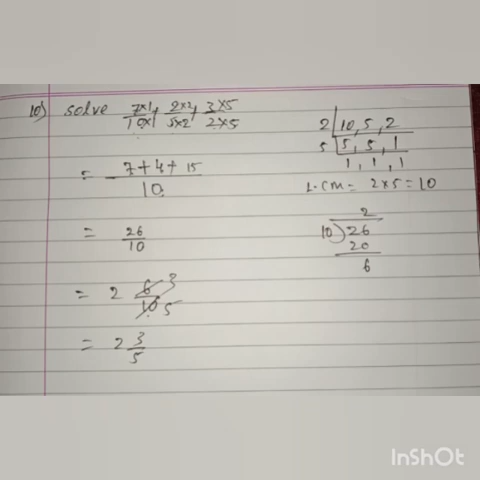 10) solve 7×1/10×1 + 2×2/5×2 + 3×5/2×5
= 7+4+15/10
= 26/10
= 2 6/10 3/5
= 2 3/5
2 | 10, 5, 2
5 | 5, 5, 1
1, 1, 1
L.CM = 2×5 = 10
2
10)26
20
6
InShOt